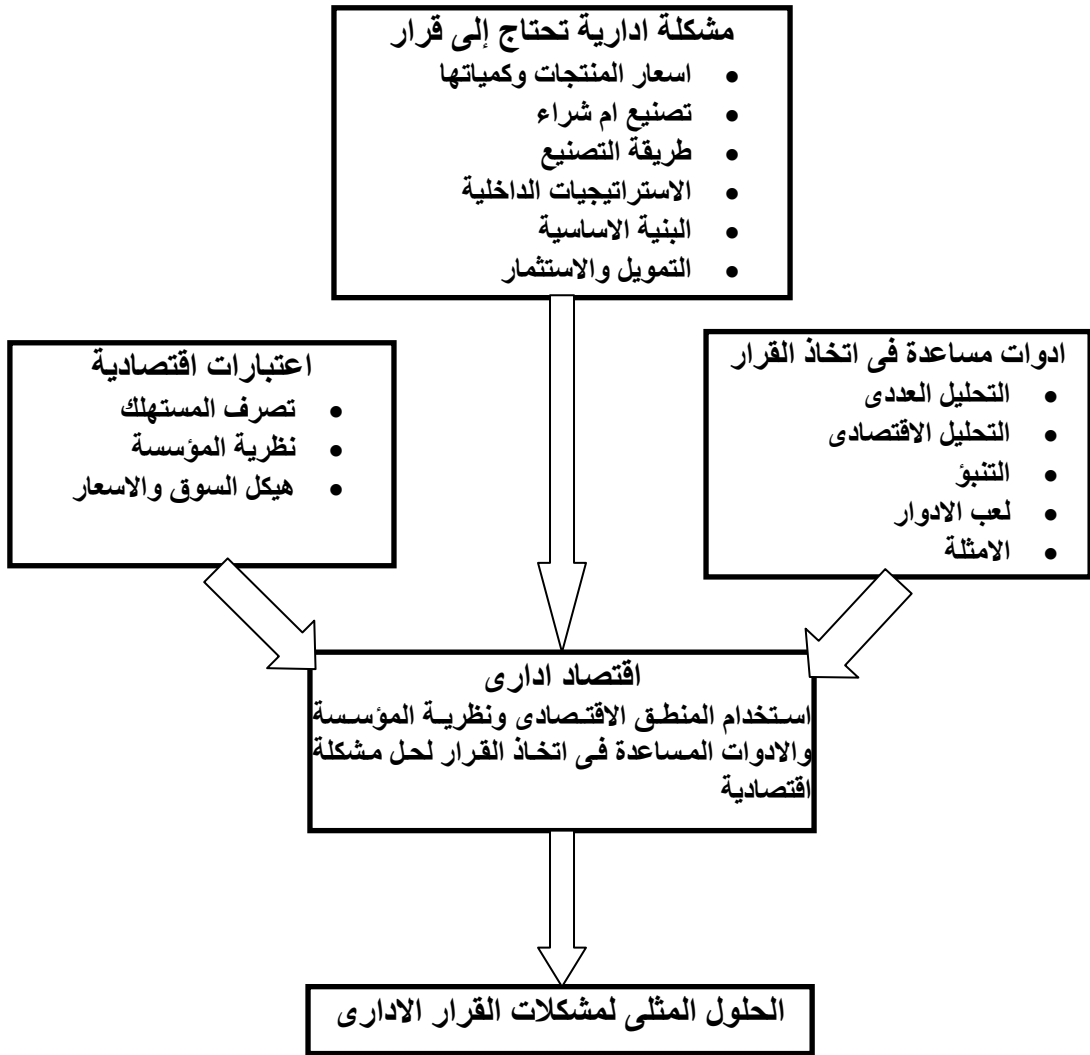 مشكلة ادارية تحتاج إلى قرار
• اسعار المنتجات وكمياتها
• تصنيع ام شراء
• طريقة التصنيع
• الاستراتيجيات الداخلية
• البنية الاساسية
• التمويل والاستثمار
ادوات مساعدة فى اتخاذ القرار
• التحليل العددى
• التحليل الاقتصادى
• التنبؤ
• لعب الادوار
• الامثلة
اعتبارات اقتصادية
• تصرف المستهلك
• نظرية المؤسسة
• هيكل السوق والاسعار
اقتصاد ادارى
استخدام المنطق الاقتصادى ونظرية المؤسسة
والادوات المساعدة فى اتخاذ القرار لحل مشكلة
اقتصادية
الحلول المثلى لمشكلات القرار الادارى